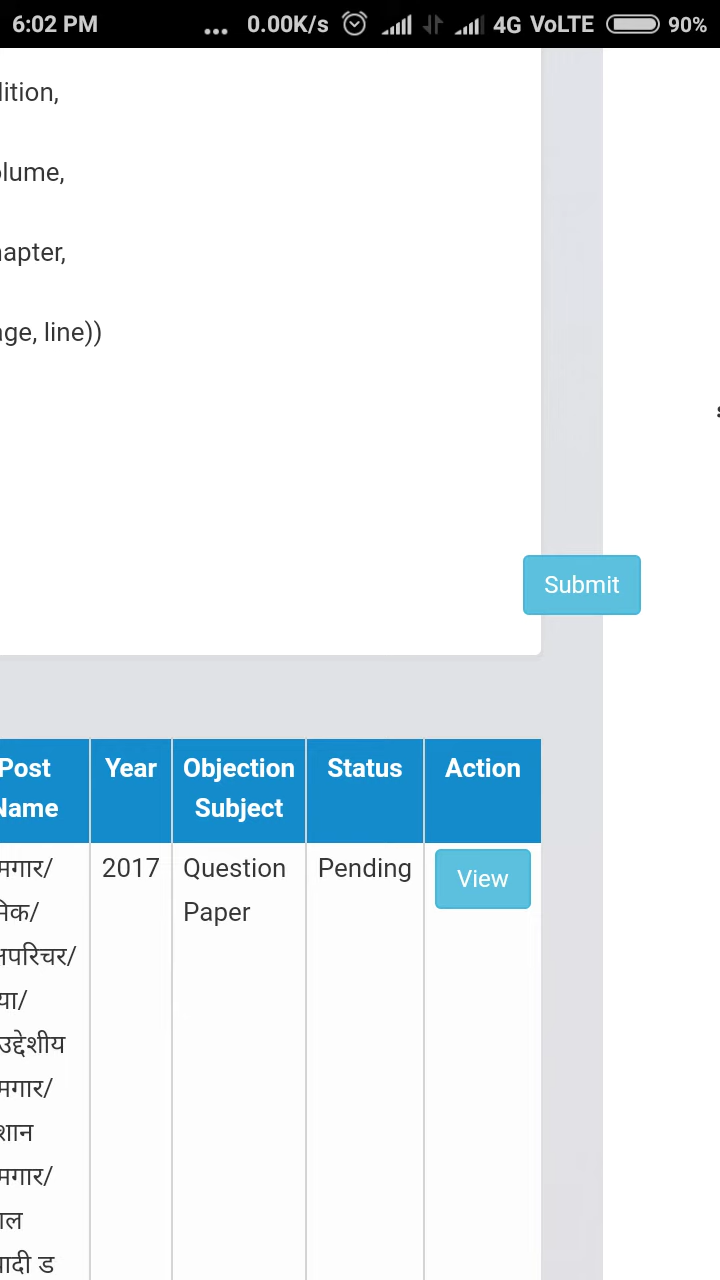 6:02 PM ... 0.00K/s 4G VoLTE 90%
lition,
lume,
apter,
ge, line))
Submit
Post Name Year Objection Subject Status Action
मगार/ 2017 Question Paper Pending View
मिक/
परिचर/
या/
उद्देशीय
मगार/
शान
मगार/
ाल
ादी ड